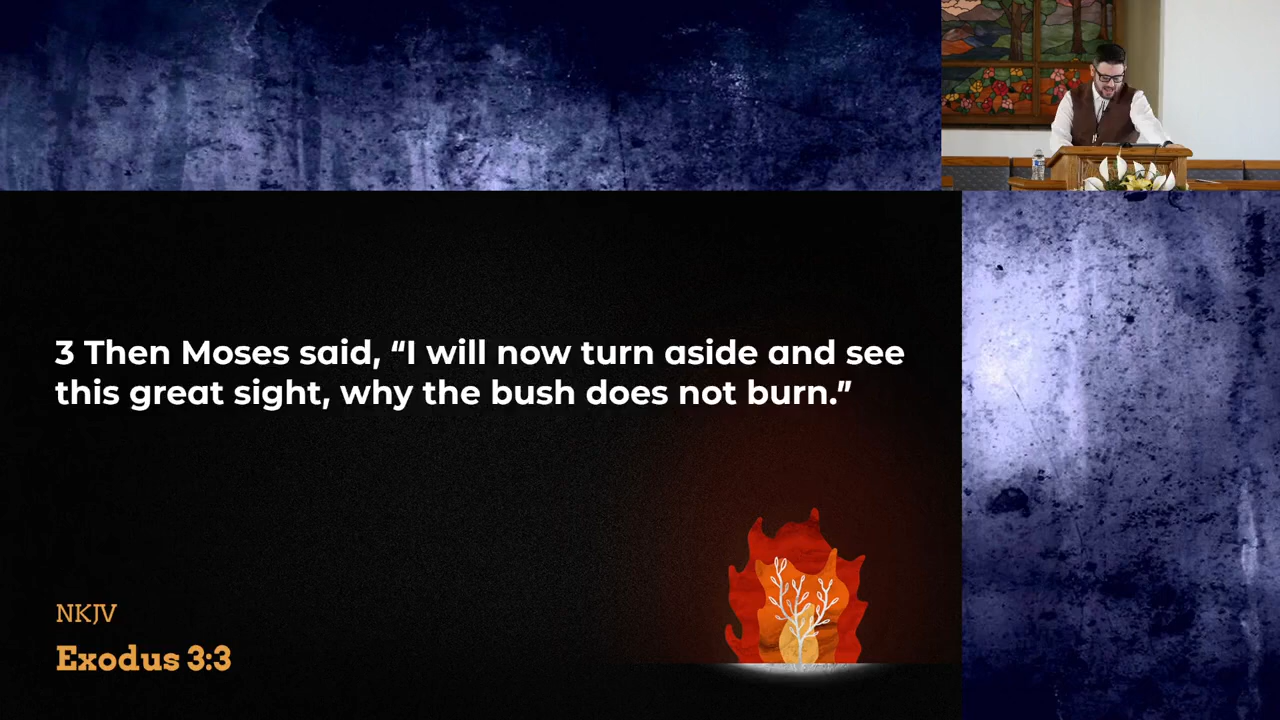 3 Then Moses said, “I will now turn aside and see
this great sight, why the bush does not burn.”
NKJV
Exodus 3:3